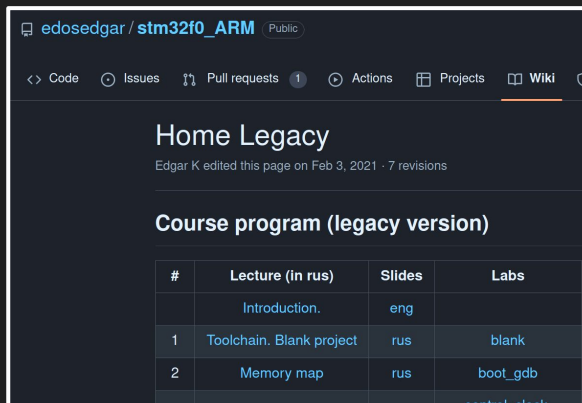 edosedgar / stm32f0_ARM Public
Code Issues Pull requests 1 Actions Projects Wiki
Home Legacy
Edgar K edited this page on Feb 3, 2021 · 7 revisions
Course program (legacy version)
# Lecture (in rus) Slides Labs
Introduction. eng
1 Toolchain. Blank project rus blank
2 Memory map rus boot_gdb